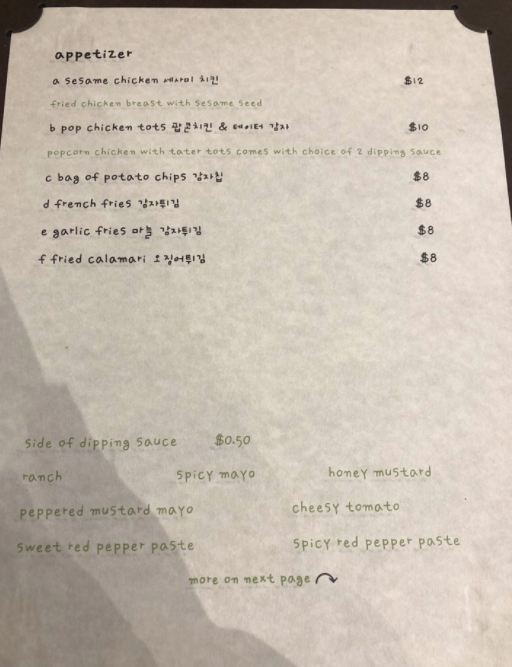 appetizer
a sesame chicken 세사미 치킨 $12
fried chicken breast with sesame seed
b pop chicken tots 팝콘치킨 & 테이터 감자 $10
popcorn chicken with tater tots comes with choice of 2 dipping sauce
c bag of potato chips 감자칩 $8
d french fries 감자튀김 $8
e garlic fries 마늘 감자튀김 $8
f fried calamari 오징어튀김 $8
side of dipping sauce $0.50
ranch spicy mayo honey mustard
peppered mustard mayo cheesy tomato
sweet red pepper paste spicy red pepper paste
more on next page